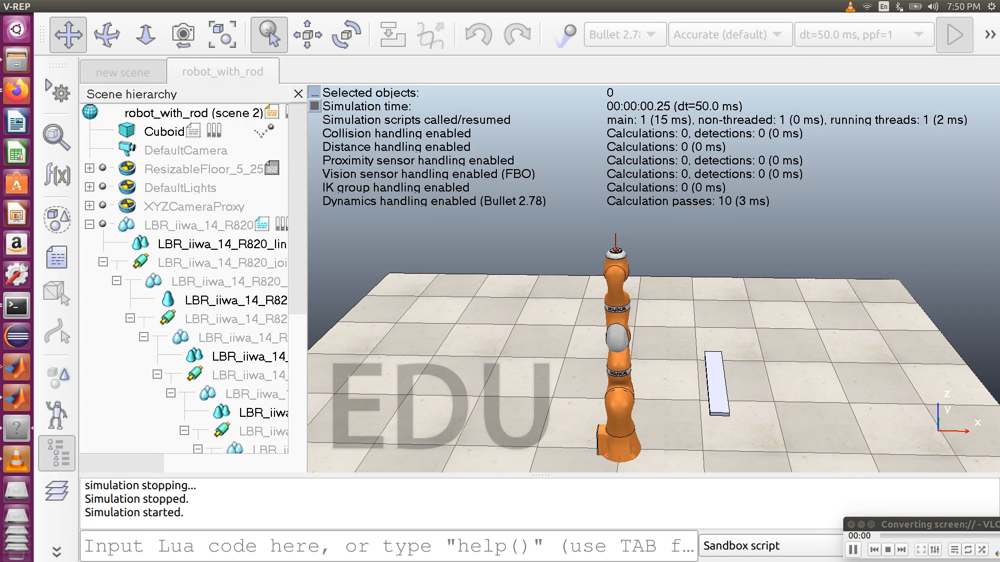 V-REP
En
7:50 PM
Bullet 2.7
Accurate (default)
dt=50.0 ms, ppf=1
new scene
robot_with_rod
Scene hierarchy
robot_with_rod (scene 2)
Cuboid
DefaultCamera
ResizableFloor_5_25
DefaultLights
XYZCameraProxy
LBR_iiwa_14_R820
LBR_iiwa_14_R820_lin
LBR_iiwa_14_R820_joi
LBR_iiwa_14_R820_
LBR_iiwa_14_R82
LBR_iiwa_14_R82
LBR_iiwa_14_R
LBR_iiwa_14_
LBR_iiwa_14_
LBR_iiwa_
LBR_iiwa
LBR_iiwa
LBR_ii
Selected objects: 0
Simulation time: 00:00:00.25 (dt=50.0 ms)
Simulation scripts called/resumed main: 1 (15 ms), non-threaded: 1 (0 ms), running threads: 1 (2 ms)
Collision handling enabled Calculations: 0, detections: 0 (0 ms)
Distance handling enabled Calculations: 0 (0 ms)
Proximity sensor handling enabled Calculations: 0, detections: 0 (0 ms)
Vision sensor handling enabled (FBO) Calculations: 0, detections: 0 (0 ms)
IK group handling enabled Calculations: 0 (0 ms)
Dynamics handling enabled (Bullet 2.78) Calculation passes: 10 (3 ms)
KUKA
KUKA
EDU
z
y
x
simulation stopping...
Simulation stopped.
Simulation started.
Input Lua code here, or type "help()" (use TAB f...
Sandbox script
Converting screen:// - VLC
00:00